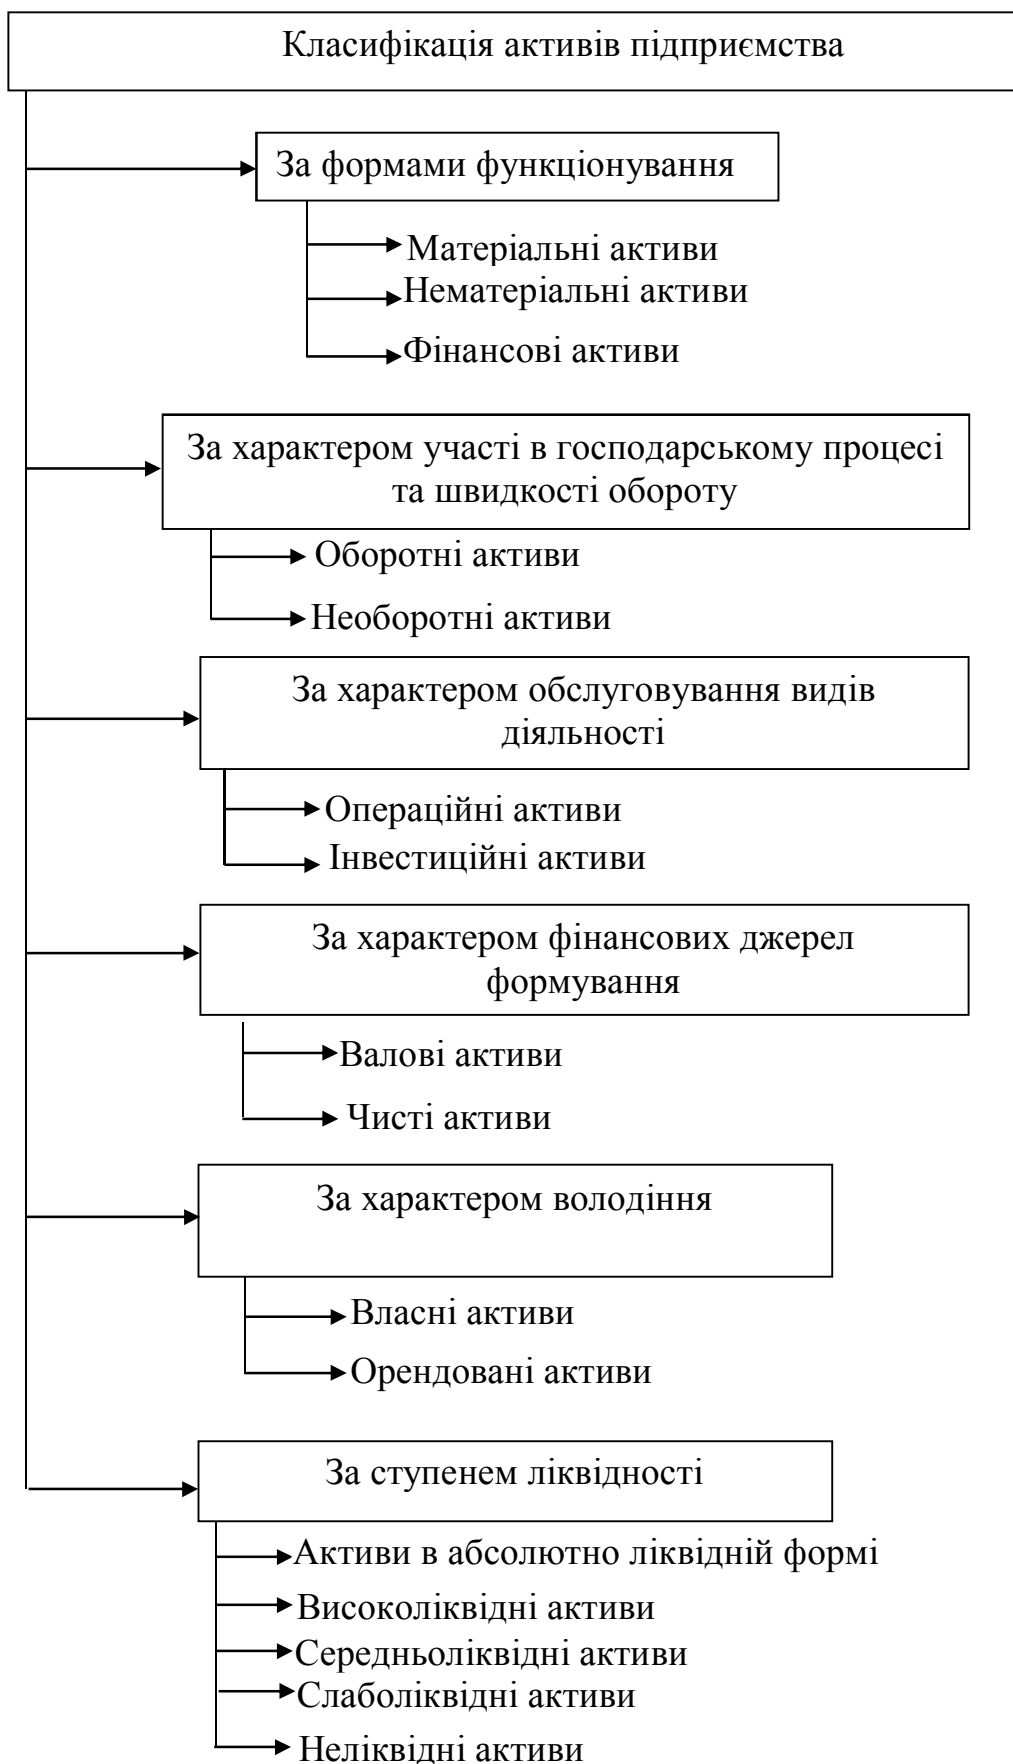 Класифікація активів підприємства
За формами функціонування
Матеріальні активи
Нематеріальні активи
Фінансові активи
За характером участі в господарському процесі
та швидкості обороту
Оборотні активи
Необоротні активи
За характером обслуговування видів
діяльності
Операційні активи
Інвестиційні активи
За характером фінансових джерел
формування
Валові активи
Чисті активи
За характером володіння
Власні активи
Орендовані активи
За ступенем ліквідності
Активи в абсолютно ліквідній формі
Високоліквідні активи
Середньоліквідні активи
Слаболіквідні активи
Неліквідні активи